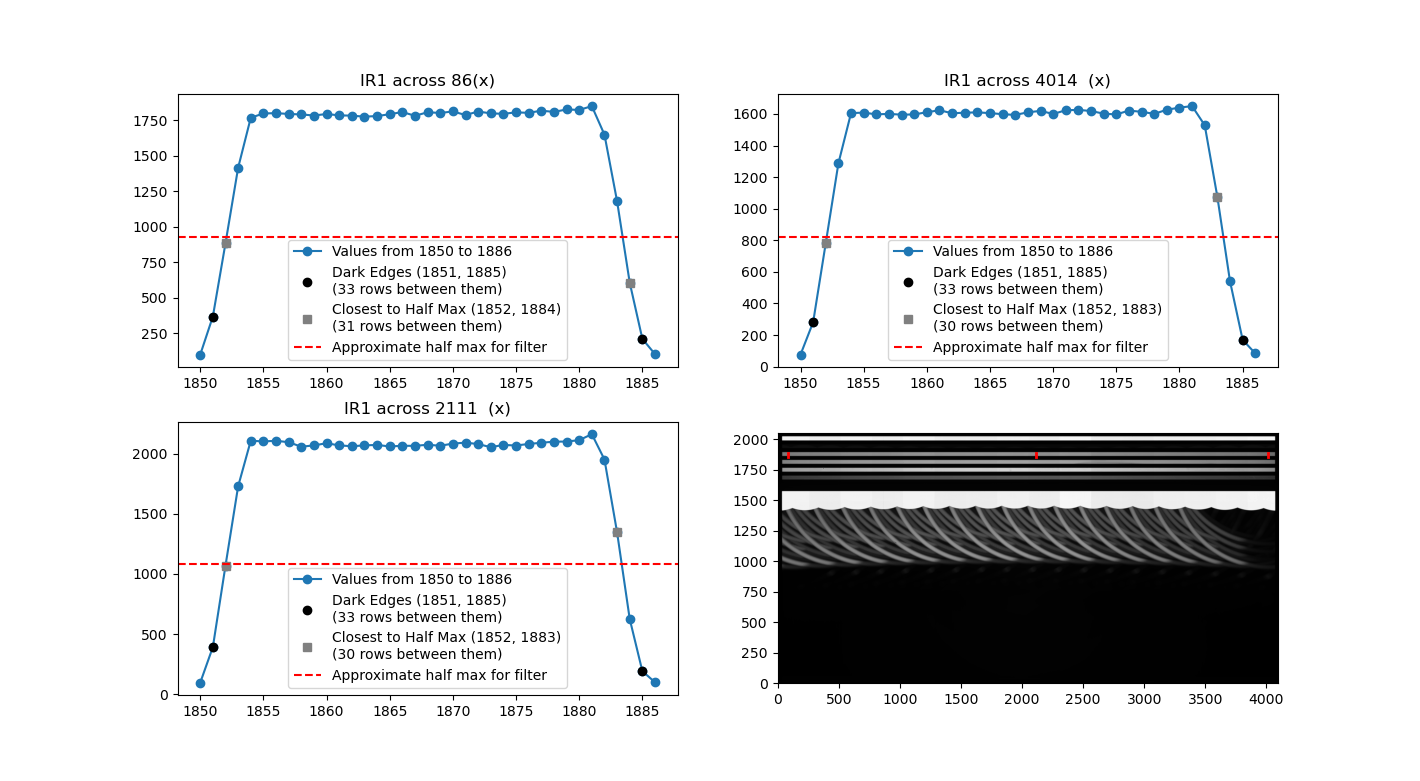 IR1 across 86(x)
1750
1500
1250
1000
750
500
250
Values from 1850 to 1886
Dark Edges (1851, 1885)
(33 rows between them)
Closest to Half Max (1852, 1884)
(31 rows between them)
Approximate half max for filter
1850 1855 1860 1865 1870 1875 1880 1885
IR1 across 4014  (x)
1600
1400
1200
1000
800
600
400
200
0
Values from 1850 to 1886
Dark Edges (1851, 1885)
(33 rows between them)
Closest to Half Max (1852, 1883)
(30 rows between them)
Approximate half max for filter
1850 1855 1860 1865 1870 1875 1880 1885
IR1 across 2111  (x)
2000
1500
1000
500
0
Values from 1850 to 1886
Dark Edges (1851, 1885)
(33 rows between them)
Closest to Half Max (1852, 1883)
(30 rows between them)
Approximate half max for filter
1850 1855 1860 1865 1870 1875 1880 1885
2000
1750
1500
1250
1000
750
500
250
0
0 500 1000 1500 2000 2500 3000 3500 4000